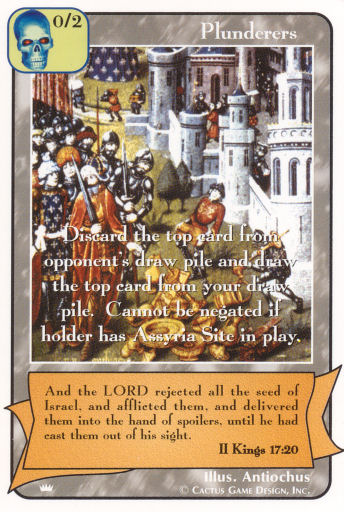 0/2
Plunderers
Discard the top card from
opponent's draw pile and draw
the top card from your draw
pile. Cannot be negated if
holder has Assyria Site in play.
And the LORD rejected all the seed of
Israel, and afflicted them, and delivered
them into the hand of spoilers, until he had
cast them out of his sight.
II Kings 17:20
Illus. Antiochus
© Cactus Game Design, Inc.